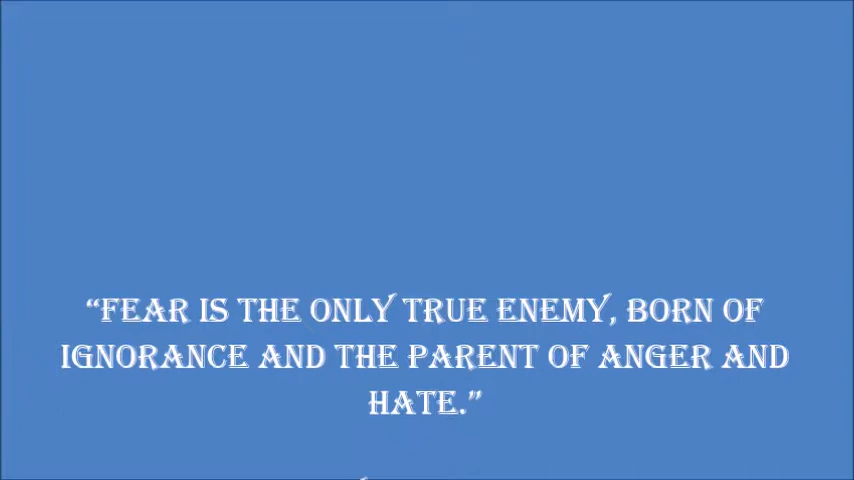 “FEAR IS THE ONLY TRUE ENEMY, BORN OF
IGNORANCE AND THE PARENT OF ANGER AND
HATE.”